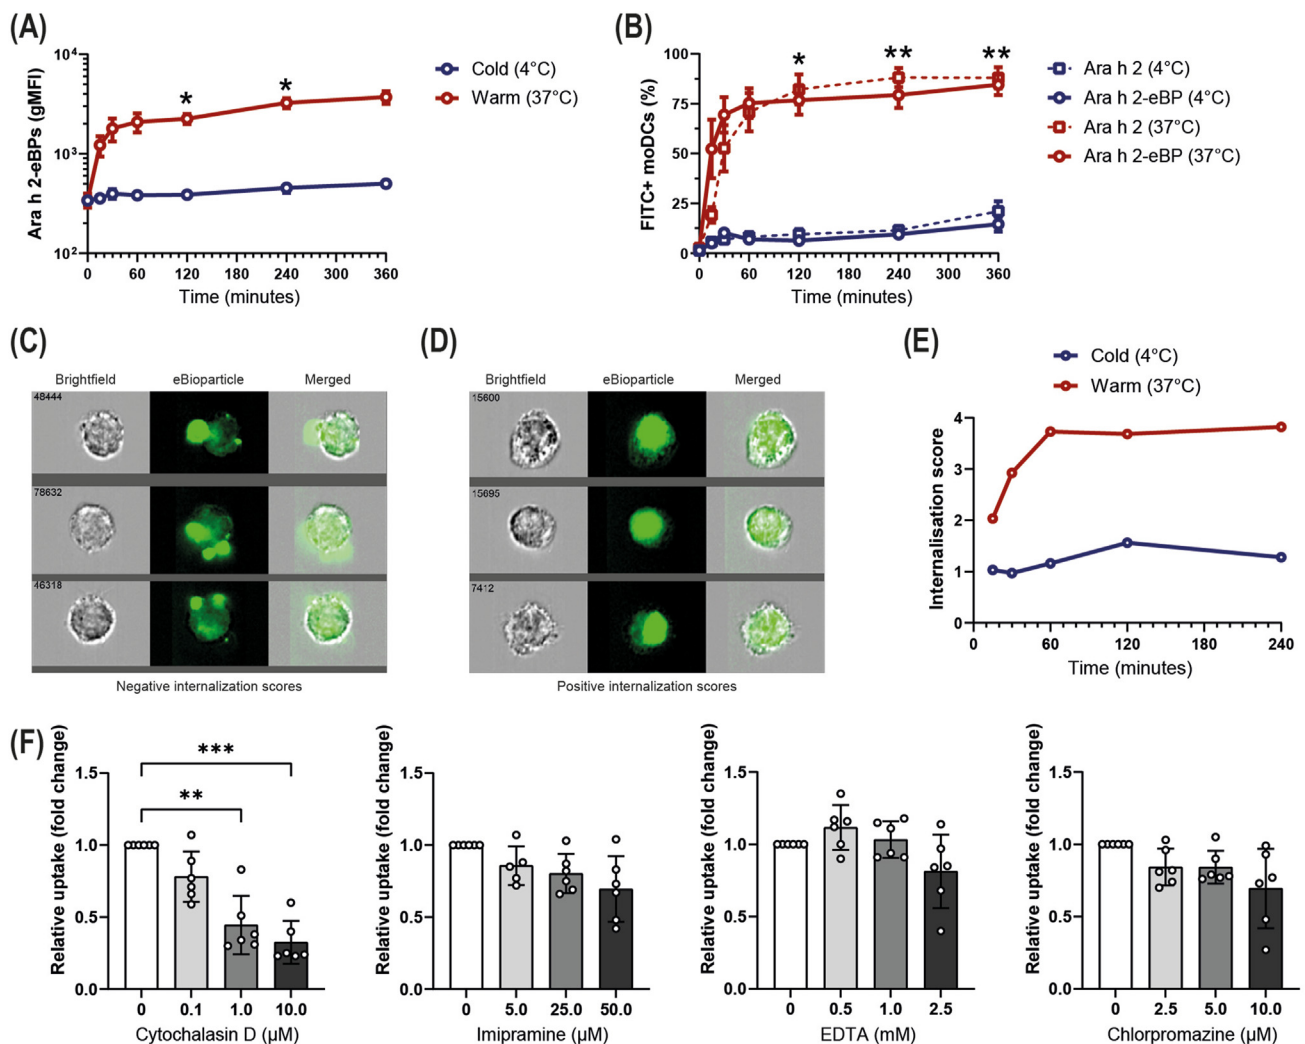 (A)
Ara h 2-eBPs (gMFI)
10⁴
10³
10²
* *
0 60 120 180 240 300 360
Time (minutes)
Cold (4°C)
Warm (37°C)
(B)
FITC+ moDCs (%)
100
75
50
25
0
* ** **
0 60 120 180 240 300 360
Time (minutes)
Ara h 2 (4°C)
Ara h 2-eBP (4°C)
Ara h 2 (37°C)
Ara h 2-eBP (37°C)
(C)
Brightfield eBioparticle Merged
48444
78632
46318
Negative internalization scores
(D)
Brightfield eBioparticle Merged
15600
15695
7412
Positive internalization scores
(E)
Cold (4°C)
Warm (37°C)
Internalisation score
4
3
2
1
0
0 60 120 180 240
Time (minutes)
(F)
Relative uptake (fold change)
1.5
1.0
0.5
0.0
***
**
0 0.1 1.0 10.0
Cytochalasin D (µM)
Relative uptake (fold change)
1.5
1.0
0.5
0.0
0 5.0 25.0 50.0
Imipramine (µM)
Relative uptake (fold change)
1.5
1.0
0.5
0.0
0 0.5 1.0 2.5
EDTA (mM)
Relative uptake (fold change)
1.5
1.0
0.5
0.0
0 2.5 5.0 10.0
Chlorpromazine (µM)